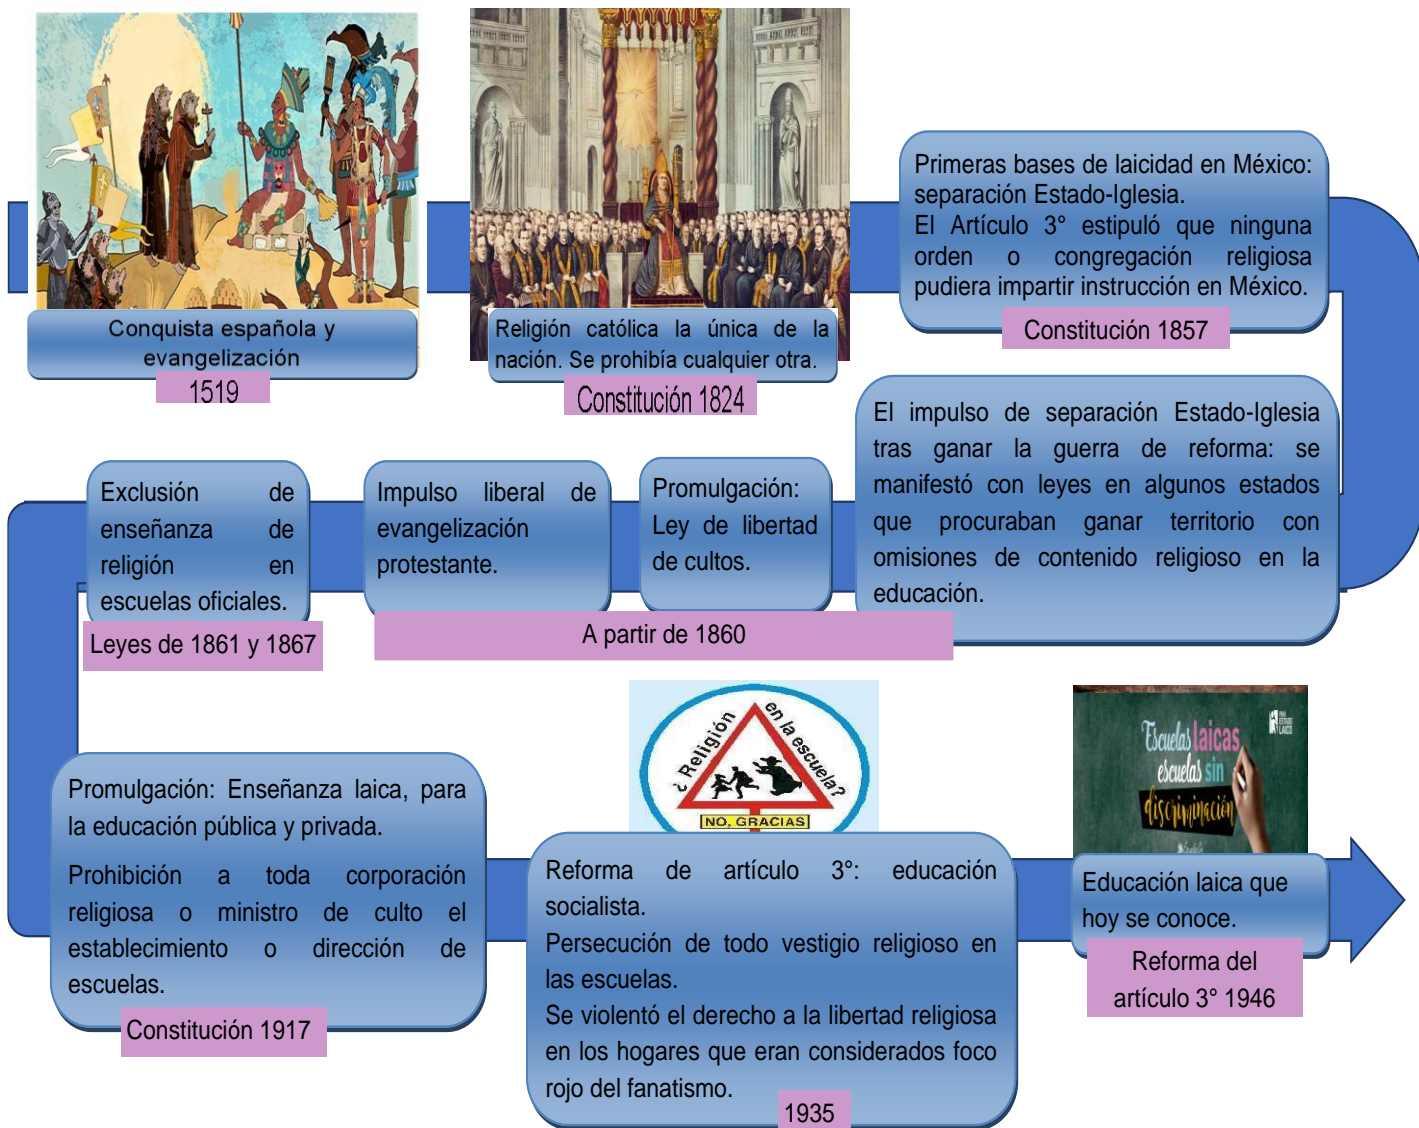 Conquista española y
evangelización
1519
Religión católica la única de la
nación. Se prohibía cualquier otra.
Constitución 1824
Primeras bases de laicidad en México:
separación Estado-Iglesia.
El Artículo 3° estipuló que ninguna
orden o congregación religiosa
pudiera impartir instrucción en México.
Constitución 1857
El impulso de separación Estado-Iglesia
tras ganar la guerra de reforma: se
manifestó con leyes en algunos estados
que procuraban ganar territorio con
omisiones de contenido religioso en la
educación.
Promulgación:
Ley de libertad
de cultos.
Impulso liberal de
evangelización
protestante.
A partir de 1860
Exclusión de
enseñanza de
religión en
escuelas oficiales.
Leyes de 1861 y 1867
Promulgación: Enseñanza laica, para
la educación pública y privada.
Prohibición a toda corporación
religiosa o ministro de culto el
establecimiento o dirección de
escuelas.
Constitución 1917
¿Religión en la escuela?
NO, GRACIAS
Reforma de artículo 3°: educación
socialista.
Persecución de todo vestigio religioso en
las escuelas.
Se violentó el derecho a la libertad religiosa
en los hogares que eran considerados foco
rojo del fanatismo.
1935
Escuelas laicas
escuelas sin
discriminación
ESTADO
LAICO
Educación laica que
hoy se conoce.
Reforma del
artículo 3° 1946